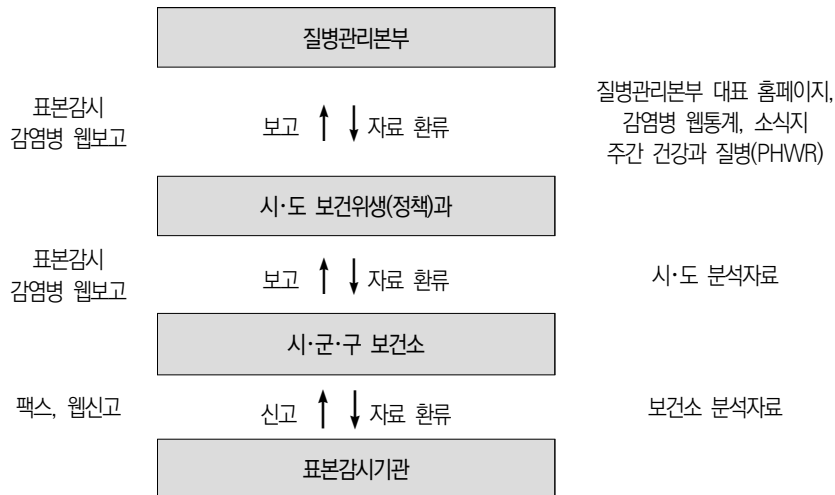 질병관리본부
표본감시
감염병 웹보고
보고
자료 환류
질병관리본부 대표 홈페이지,
감염병 웹통계, 소식지
주간 건강과 질병(PHWR)
시·도 보건위생(정책)과
표본감시
감염병 웹보고
보고
자료 환류
시·도 분석자료
시·군·구 보건소
팩스, 웹신고
신고
자료 환류
보건소 분석자료
표본감시기관